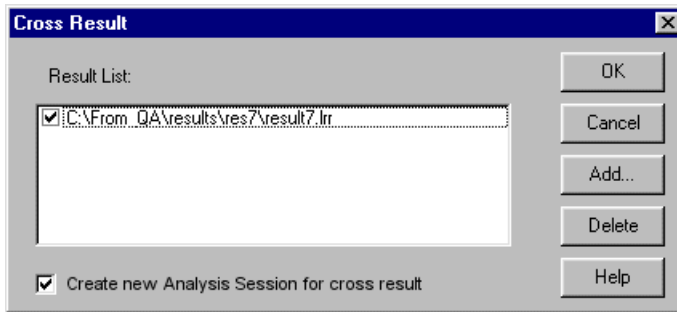 Cross Result
Result List:
C:\From_QA\results\res7\result7.lrr
Create new Analysis Session for cross result
OK
Cancel
Add...
Delete
Help